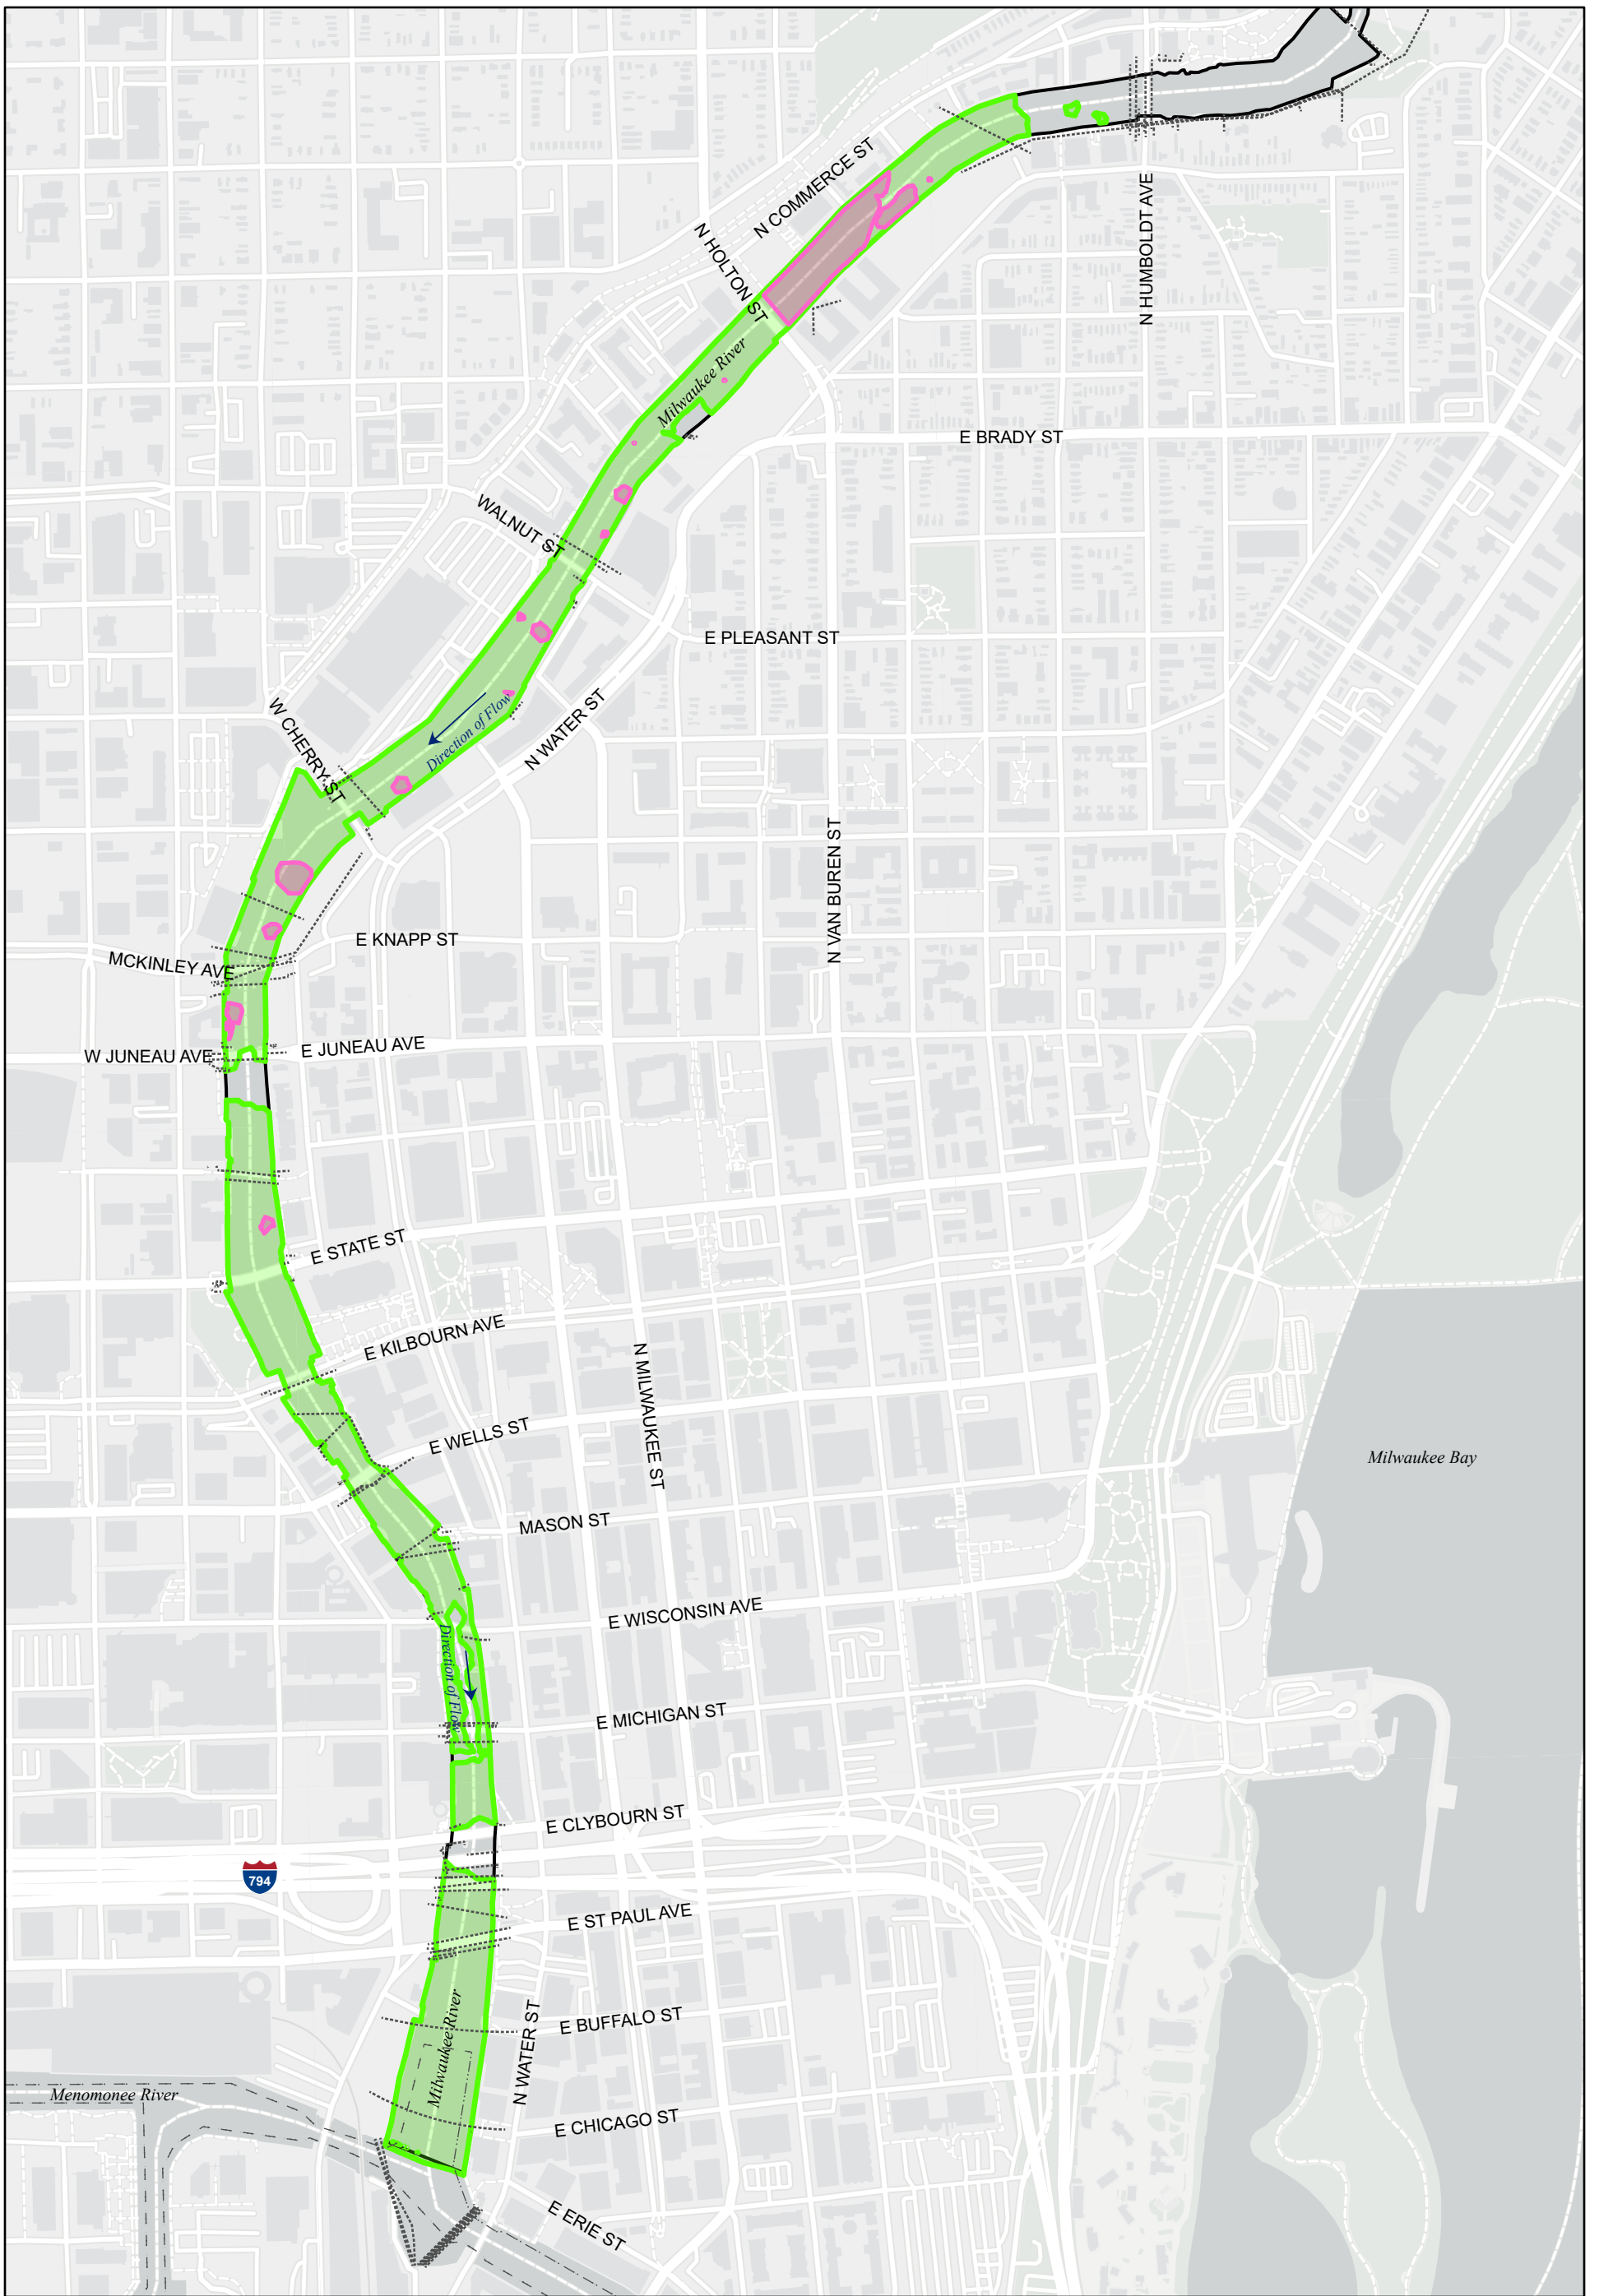 N COMMERCE ST
N HOLTON ST
N HUMBOLDT AVE
Milwaukee River
E BRADY ST
WALNUT ST
E PLEASANT ST
W CHERRY ST
Direction of Flow
N WATER ST
N VAN BUREN ST
E KNAPP ST
MCKINLEY AVE
W JUNEAU AVE
E JUNEAU AVE
E STATE ST
E KILBOURN AVE
N MILWAUKEE ST
E WELLS ST
Milwaukee Bay
MASON ST
E WISCONSIN AVE
Direction of Flow
E MICHIGAN ST
E CLYBOURN ST
794
E ST PAUL AVE
Milwaukee River
N WATER ST
E BUFFALO ST
Menomonee River
E CHICAGO ST
E ERIE ST